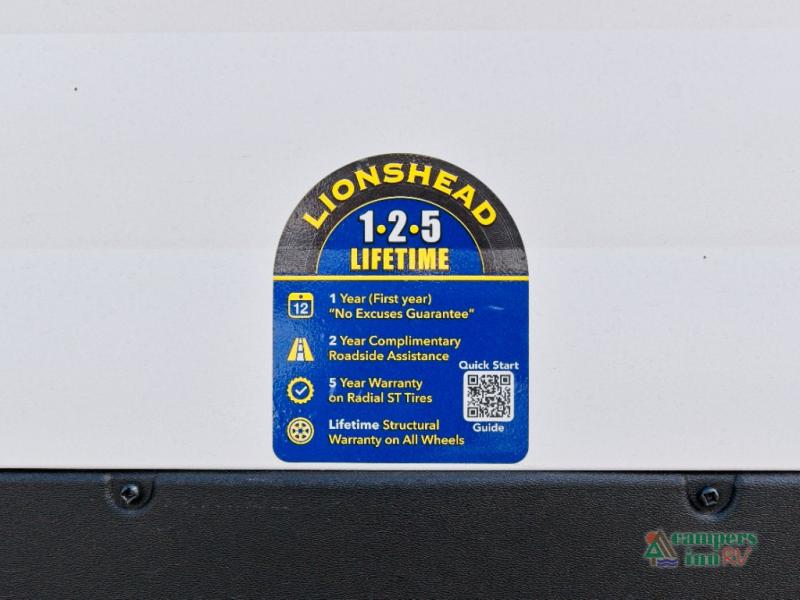 LIONSHEAD
1•2•5
LIFETIME
12
1 Year (First year)
"No Excuses Guarantee"
2 Year Complimentary
Roadside Assistance
5 Year Warranty
on Radial ST Tires
Lifetime Structural
Warranty on All Wheels
Quick Start
Guide
campers
inn RV